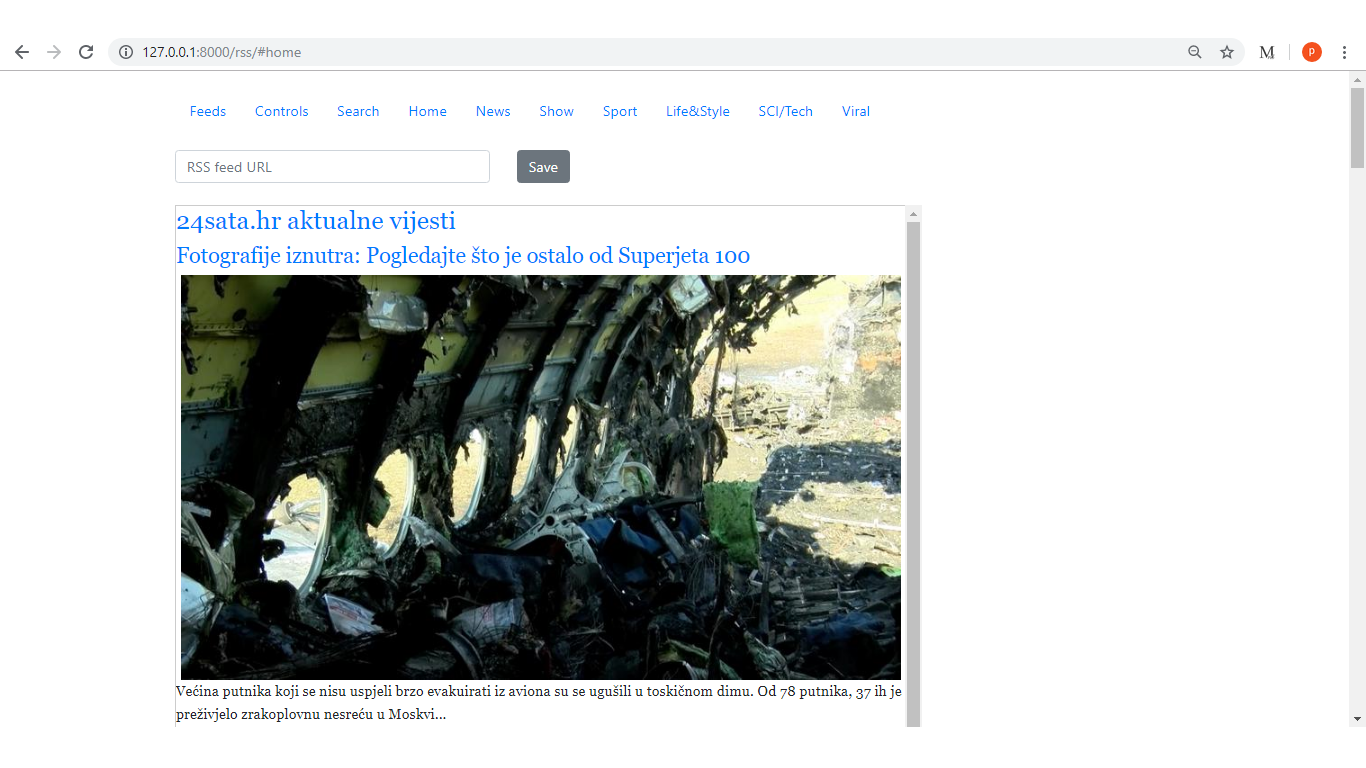 127.0.0.1:8000/rss/#home
M
P
Feeds Controls Search Home News Show Sport Life&Style SCI/Tech Viral
RSS feed URL
Save
24sata.hr aktualne vijesti
Fotografije iznutra: Pogledajte što je ostalo od Superjeta 100
Većina putnika koji se nisu uspjeli brzo evakuirati iz aviona su se ugušili u toskičnom dimu. Od 78 putnika, 37 ih je
preživjelo zrakoplovnu nesreću u Moskvi...